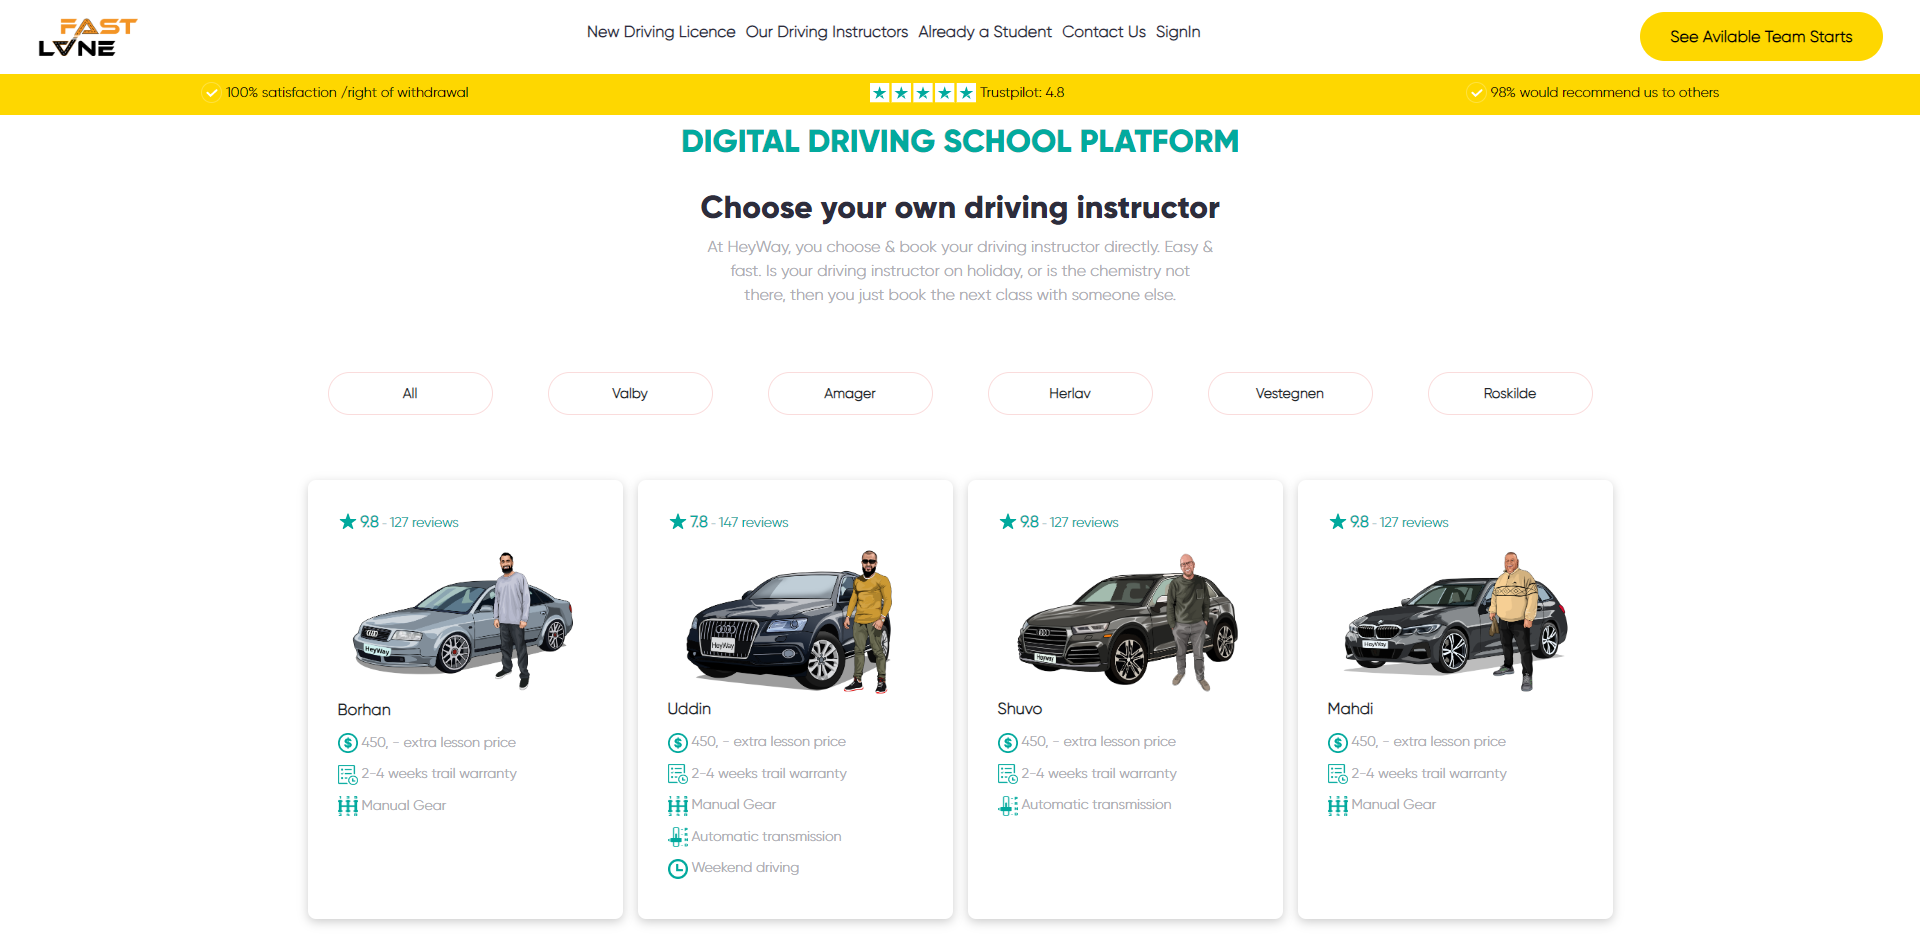 FAST
LANE
New Driving Licence Our Driving Instructors Already a Student Contact Us SignIn
See Avilable Team Starts
100% satisfaction /right of withdrawal
Trustpilot: 4.8
98% would recommend us to others
DIGITAL DRIVING SCHOOL PLATFORM
Choose your own driving instructor
At HeyWay, you choose & book your driving instructor directly. Easy &
fast. Is your driving instructor on holiday, or is the chemistry not
there, then you just book the next class with someone else.
All
Valby
Amager
Herlav
Vestegnen
Roskilde
9.8 - 127 reviews
HeyWay
Borhan
450, - extra lesson price
2-4 weeks trail warranty
Manual Gear
7.8 - 147 reviews
HeyWay
Uddin
450, - extra lesson price
2-4 weeks trail warranty
Manual Gear
Automatic transmission
Weekend driving
9.8 - 127 reviews
HeyWay
Shuvo
450, - extra lesson price
2-4 weeks trail warranty
Automatic transmission
9.8 - 127 reviews
HeyWay
Mahdi
450, - extra lesson price
2-4 weeks trail warranty
Manual Gear